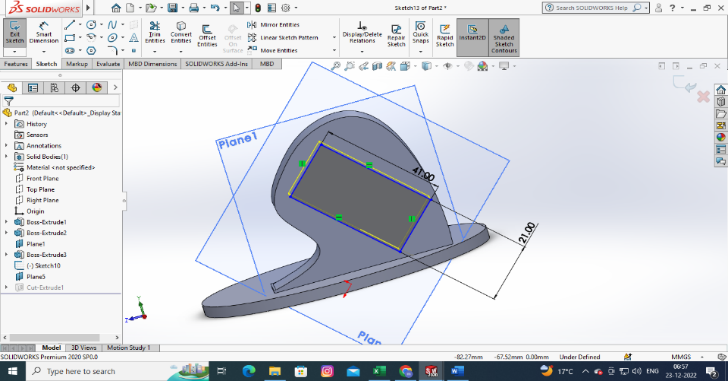 SOLIDWORKS
Sketch13 of Part2 *
Search SOLIDWORKS Help
Exit Sketch
Smart Dimension
Trim Entities
Convert Entities
Offset Entities
Offset On Surface
Mirror Entities
Linear Sketch Pattern
Move Entities
Display/Delete Relations
Repair Sketch
Quick Snaps
Rapid Sketch
Instant2D
Shaded Sketch Contours
Features Sketch Markup Evaluate MBD Dimensions SOLIDWORKS Add-Ins MBD
Part2 (Default<<Default>_Display Sta
History
Sensors
Annotations
Solid Bodies(1)
Material <not specified>
Front Plane
Top Plane
Right Plane
Origin
Boss-Extrude1
Boss-Extrude2
Plane1
Boss-Extrude3
(-) Sketch10
Plane5
Cut-Extrude1
Plane1
41.00
21.00
Plan
Model 3D Views Motion Study 1
SOLIDWORKS Premium 2020 SP0.0
-82.27mm -67.52mm 0.00mm Under Defined
MMGS
Type here to search
17°C
ENG
06:57
23-12-2022